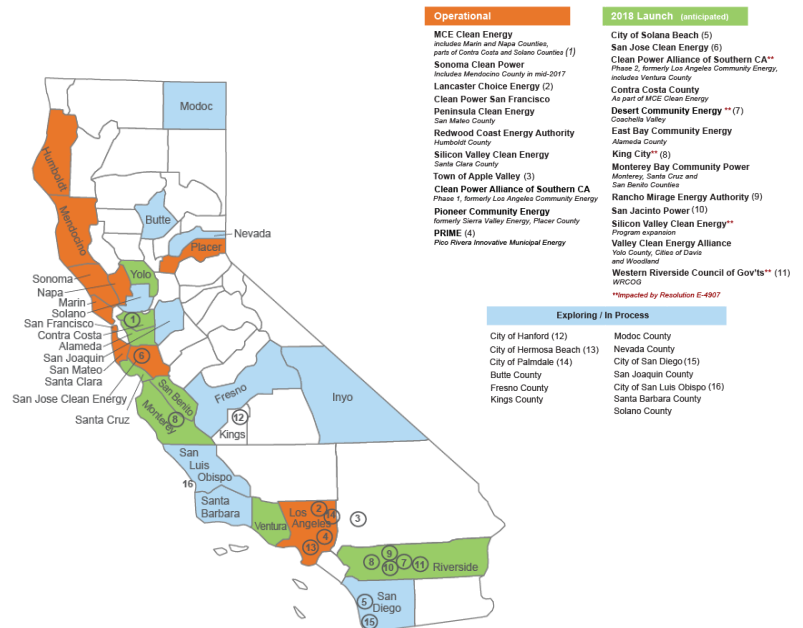 Operational
MCE Clean Energy
includes Marin and Napa Counties,
parts of Contra Costa and Solano Counties (1)
Sonoma Clean Power
Includes Mendocino County in mid-2017
Lancaster Choice Energy (2)
Clean Power San Francisco
Peninsula Clean Energy
San Mateo County
Redwood Coast Energy Authority
Humboldt County
Silicon Valley Clean Energy
Santa Clara County
Town of Apple Valley (3)
Clean Power Alliance of Southern CA
Phase 1, formerly Los Angeles Community Energy
Pioneer Community Energy
formerly Sierra Valley Energy, Placer County
PRIME (4)
Pico Rivera Innovative Municipal Energy
2018 Launch (anticipated)
City of Solana Beach (5)
San Jose Clean Energy (6)
Clean Power Alliance of Southern CA**
Phase 2, formerly Los Angeles Community Energy,
includes Ventura County
Contra Costa County
As part of MCE Clean Energy
Desert Community Energy ** (7)
Coachella Valley
East Bay Community Energy
Alameda County
King City** (8)
Monterey Bay Community Power
Monterey, Santa Cruz and
San Benito Counties
Rancho Mirage Energy Authority (9)
San Jacinto Power (10)
Silicon Valley Clean Energy**
Program expansion
Valley Clean Energy Alliance
Yolo County, Cities of Davis
and Woodland
Western Riverside Council of Gov'ts** (11)
WRCOG
**Impacted by Resolution E-4907
Exploring / In Process
City of Hanford (12)
City of Hermosa Beach (13)
City of Palmdale (14)
Butte County
Fresno County
Kings County
Modoc County
Nevada County
City of San Diego (15)
San Joaquin County
City of San Luis Obispo (16)
Santa Barbara County
Solano County
Modoc
Humboldt
Mendocino
Butte
Nevada
Placer
Yolo
Sonoma
Napa
Marin
Solano
San Francisco
1
Contra Costa
Alameda
San Joaquin
6
San Mateo
Santa Clara
San Jose Clean Energy
Santa Cruz
San Benito
Monterey
8
Fresno
Inyo
12
Kings
San
Luis
Obispo
16
Santa
Barbara
Ventura
Los
Angeles
2
14
3
4
13
9
8
10
7
11
Riverside
San
Diego
5
15